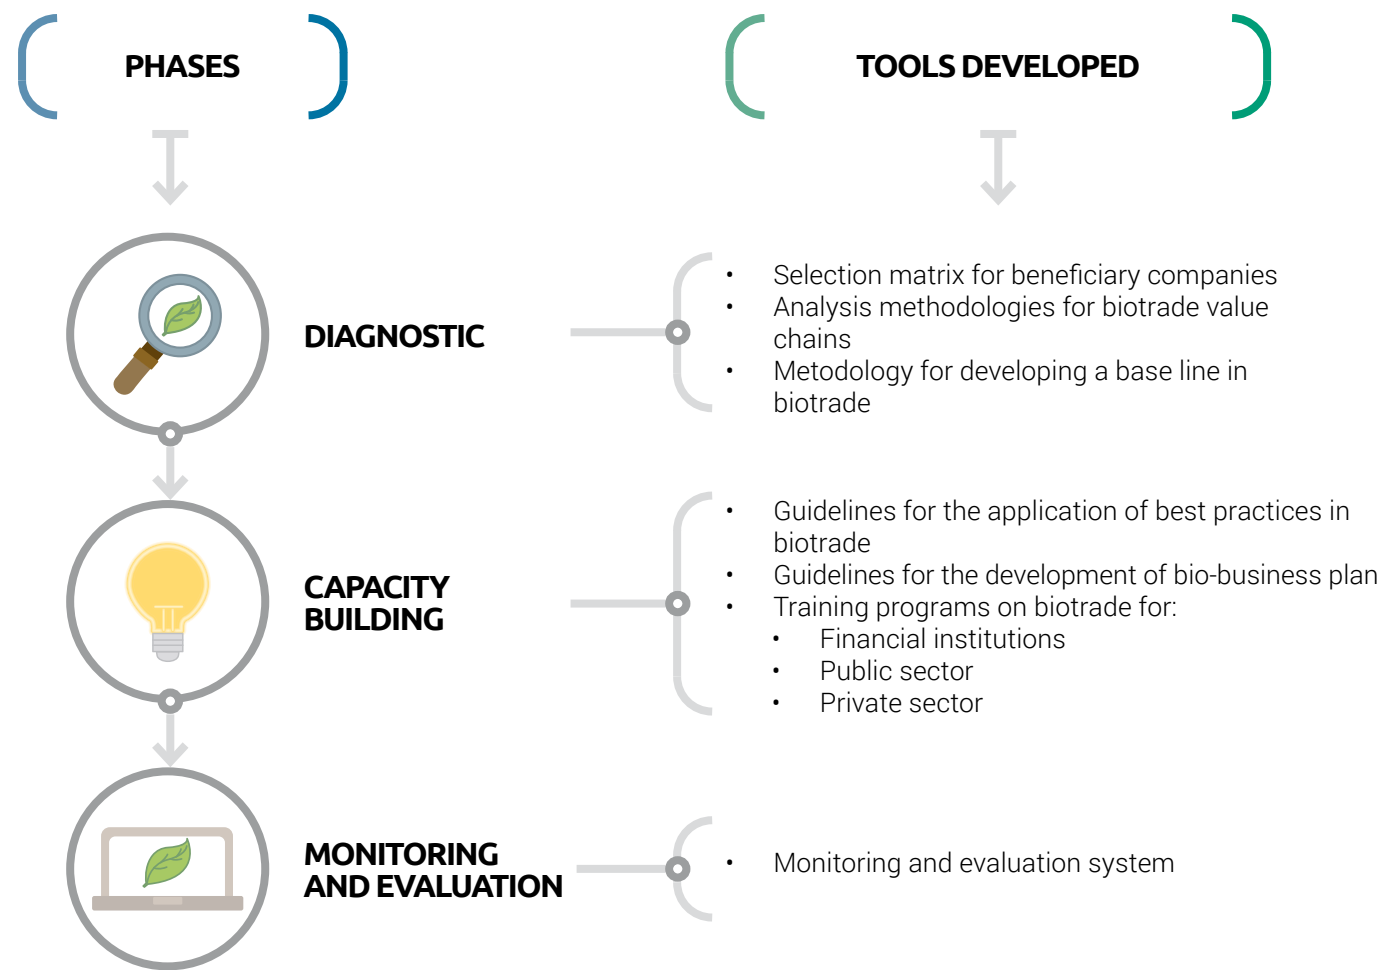 PHASES
TOOLS DEVELOPED
DIAGNOSTIC
• Selection matrix for beneficiary companies
• Analysis methodologies for biotrade value
chains
• Metodology for developing a base line in
biotrade
CAPACITY
BUILDING
• Guidelines for the application of best practices in
biotrade
• Guidelines for the development of bio-business plan
• Training programs on biotrade for:
• Financial institutions
• Public sector
• Private sector
MONITORING
AND EVALUATION
• Monitoring and evaluation system